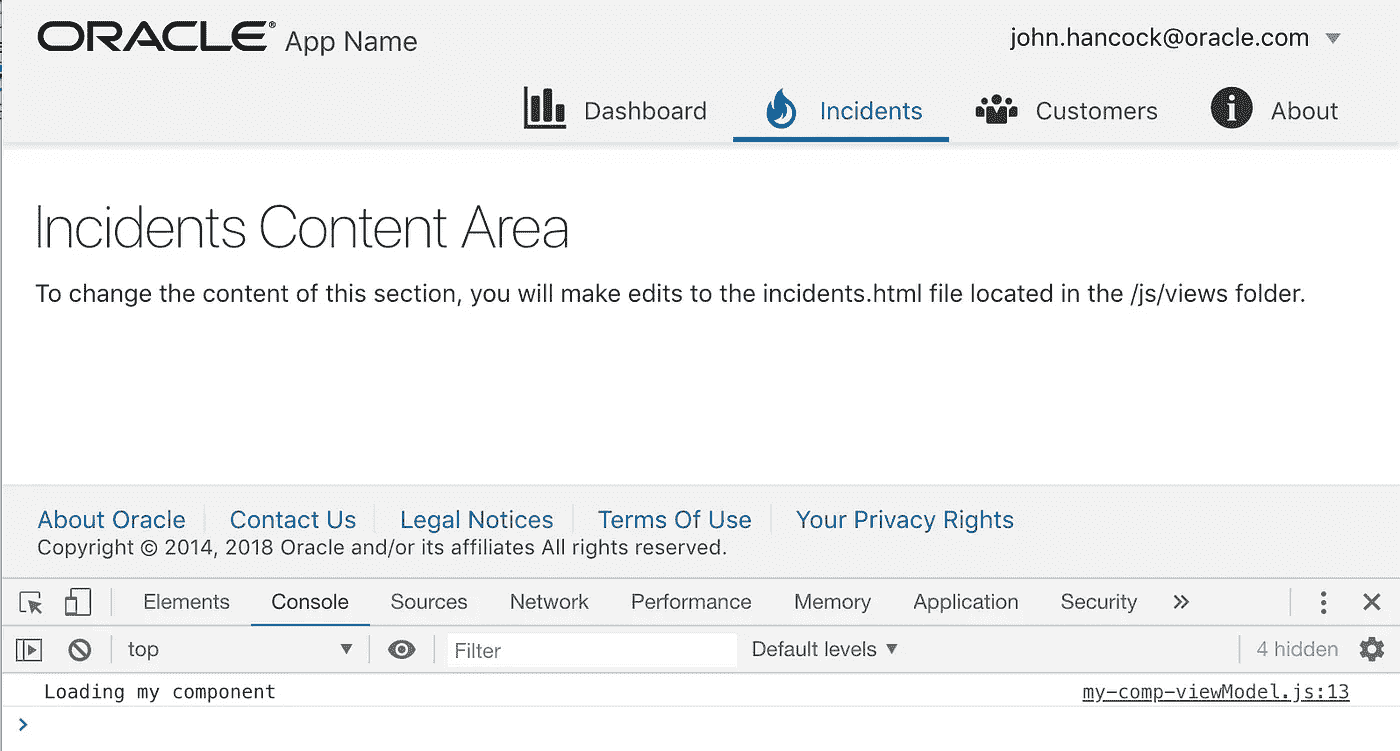 ORACLE® App Name
john.hancock@oracle.com
Dashboard Incidents Customers About
Incidents Content Area
To change the content of this section, you will make edits to the incidents.html file located in the /js/views folder.
About Oracle Contact Us Legal Notices Terms Of Use Your Privacy Rights
Copyright © 2014, 2018 Oracle and/or its affiliates All rights reserved.
Elements Console Sources Network Performance Memory Application Security »
top Filter Default levels 4 hidden
Loading my component my-comp-viewModel.js:13